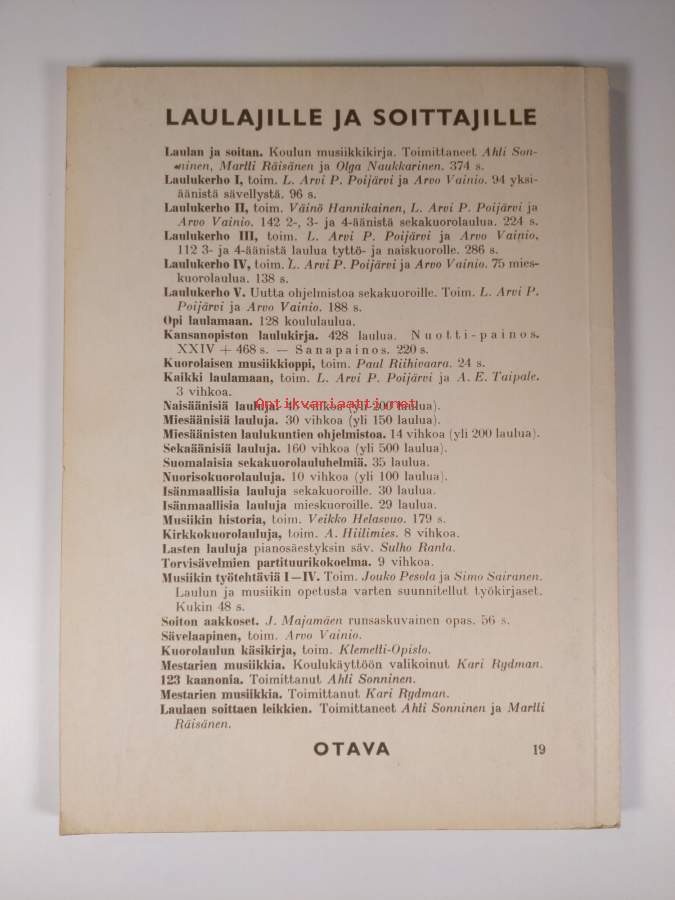 LAULAJILLE JA SOITTAJILLE
Laulan ja soitan. Koulun musiikkikirja. Toimittaneet Ahti Son-
ninen, Martti Räisänen ja Olga Naukkarinen. 374 s.
Laulukerho I, toim. L. Arvi P. Poijärvi ja Arvo Vainio. 94 yksi-
äänistä sävellystä. 96 s.
Laulukerho II, toim. Väinö Hannikainen, L. Arvi P. Poijärvi ja
Arvo Vainio. 142 2-, 3- ja 4-äänistä sekakuorolaulua. 224 s.
Laulukerho III, toim. L. Arvi P. Poijärvi ja Arvo Vainio.
112 3- ja 4-äänistä laulua tyttö- ja naiskuorolle. 286 s.
Laulukerho IV, toim. L. Arvi P. Poijärvi ja Arvo Vainio. 75 mies-
kuorolaulua. 138 s.
Laulukerho V. Uutta ohjelmistoa sekakuoroille. Toim. L. Arvi P.
Poijärvi ja Arvo Vainio. 188 s.
Opi laulamaan. 128 koululaulua.
Kansanopiston laulukirja. 428 laulua. Nuotti-painos.
XXIV + 468 s. — Sanapainos. 220 s.
Kuorolaisen musiikkioppi, toim. Paul Riihivaara. 24 s.
Kaikki laulamaan, toim. L. Arvi P. Poijärvi ja A. E. Taipale.
3 vihkoa.
Naisäänisiä lauluja. vihkoa (yli 200 laulua).
Antikvariaatti.net
Miesäänisiä lauluja. 30 vihkoa (yli 150 laulua).
Miesäänisten laulukuntien ohjelmistoa. 14 vihkoa (yli 200 laulua).
Sekaäänisiä lauluja. 160 vihkoa (yli 500 laulua).
Suomalaisia sekakuorolauluhelmiä. 35 laulua.
Nuorisokuorolauluja. 10 vihkoa (yli 100 laulua).
Isänmaallisia lauluja sekakuoroille. 30 laulua.
Isänmaallisia lauluja mieskuoroille. 29 laulua.
Musiikin historia, toim. Veikko Helasvuo. 179 s.
Kirkkokuorolauluja, toim. A. Hiilimies. 8 vihkoa.
Lasten lauluja pianosäestyksin säv. Sulho Ranta.
Torvisävelmien partituurikokoelma. 9 vihkoa.
Musiikin työtehtäviä I—IV. Toim. Jouko Pesola ja Simo Sairanen.
Laulun ja musiikin opetusta varten suunnitellut työkirjaset.
Kukin 48 s.
Soiton aakkoset. J. Majamäen runsaskuvainen opas. 56 s.
Sävelaapinen, toim. Arvo Vainio.
Kuorolaulun käsikirja, toim. Klemetti-Opisto.
Mestarien musiikkia. Koulukäyttöön valikoinut Kari Rydman.
123 kaanonia. Toimittanut Ahti Sonninen.
Mestarien musiikkia. Toimittanut Kari Rydman.
Laulaen soittaen leikkien. Toimittaneet Ahti Sonninen ja Martti
Räisänen.
OTAVA 19